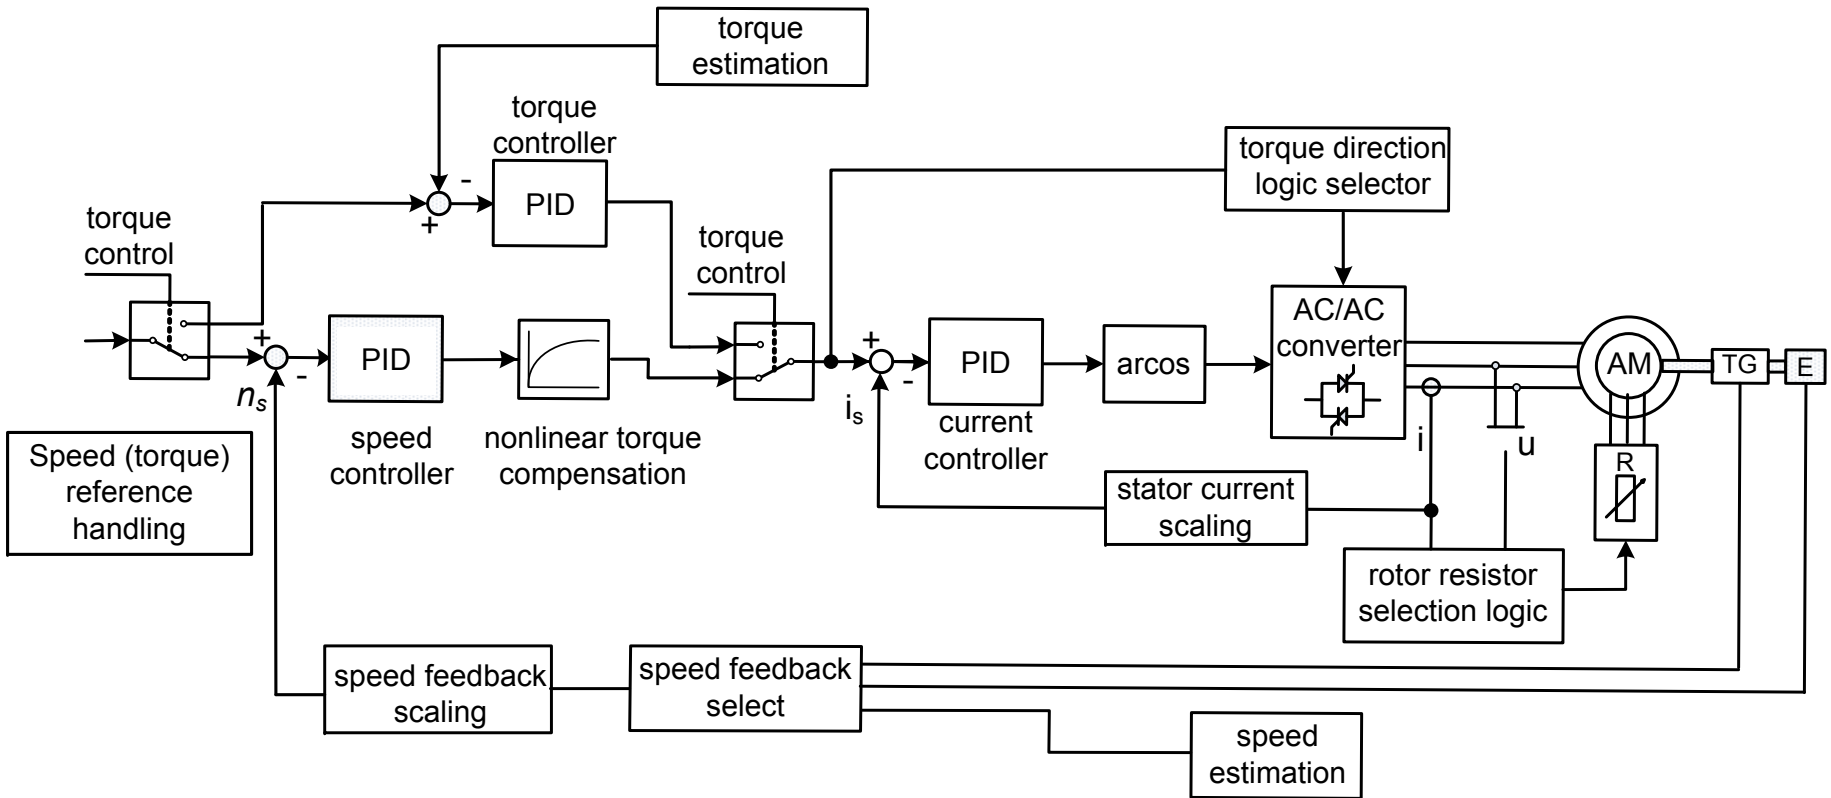 torque
estimation
torque
controller
-
+
PID
torque
control
torque
control
torque direction
logic selector
+
-
n_s
PID
speed
controller
nonlinear torque
compensation
+
-
i_s
PID
current
controller
arcos
AC/AC
converter
i
u
AM
TG
E
R
Speed (torque)
reference
handling
stator current
scaling
rotor resistor
selection logic
speed feedback
scaling
speed feedback
select
speed
estimation